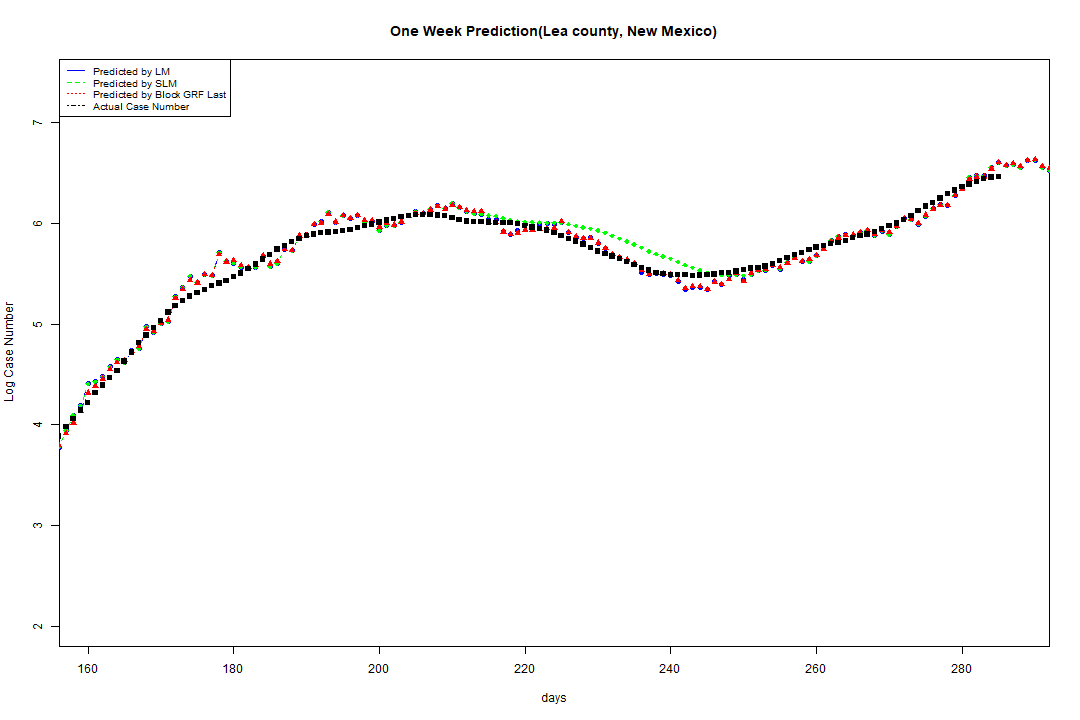 One Week Prediction(Lea county, New Mexico)
Predicted by LM
Predicted by SLM
Predicted by Block GRF Last
Actual Case Number
7
6
5
4
3
2
Log Case Number
160 180 200 220 240 260 280
days